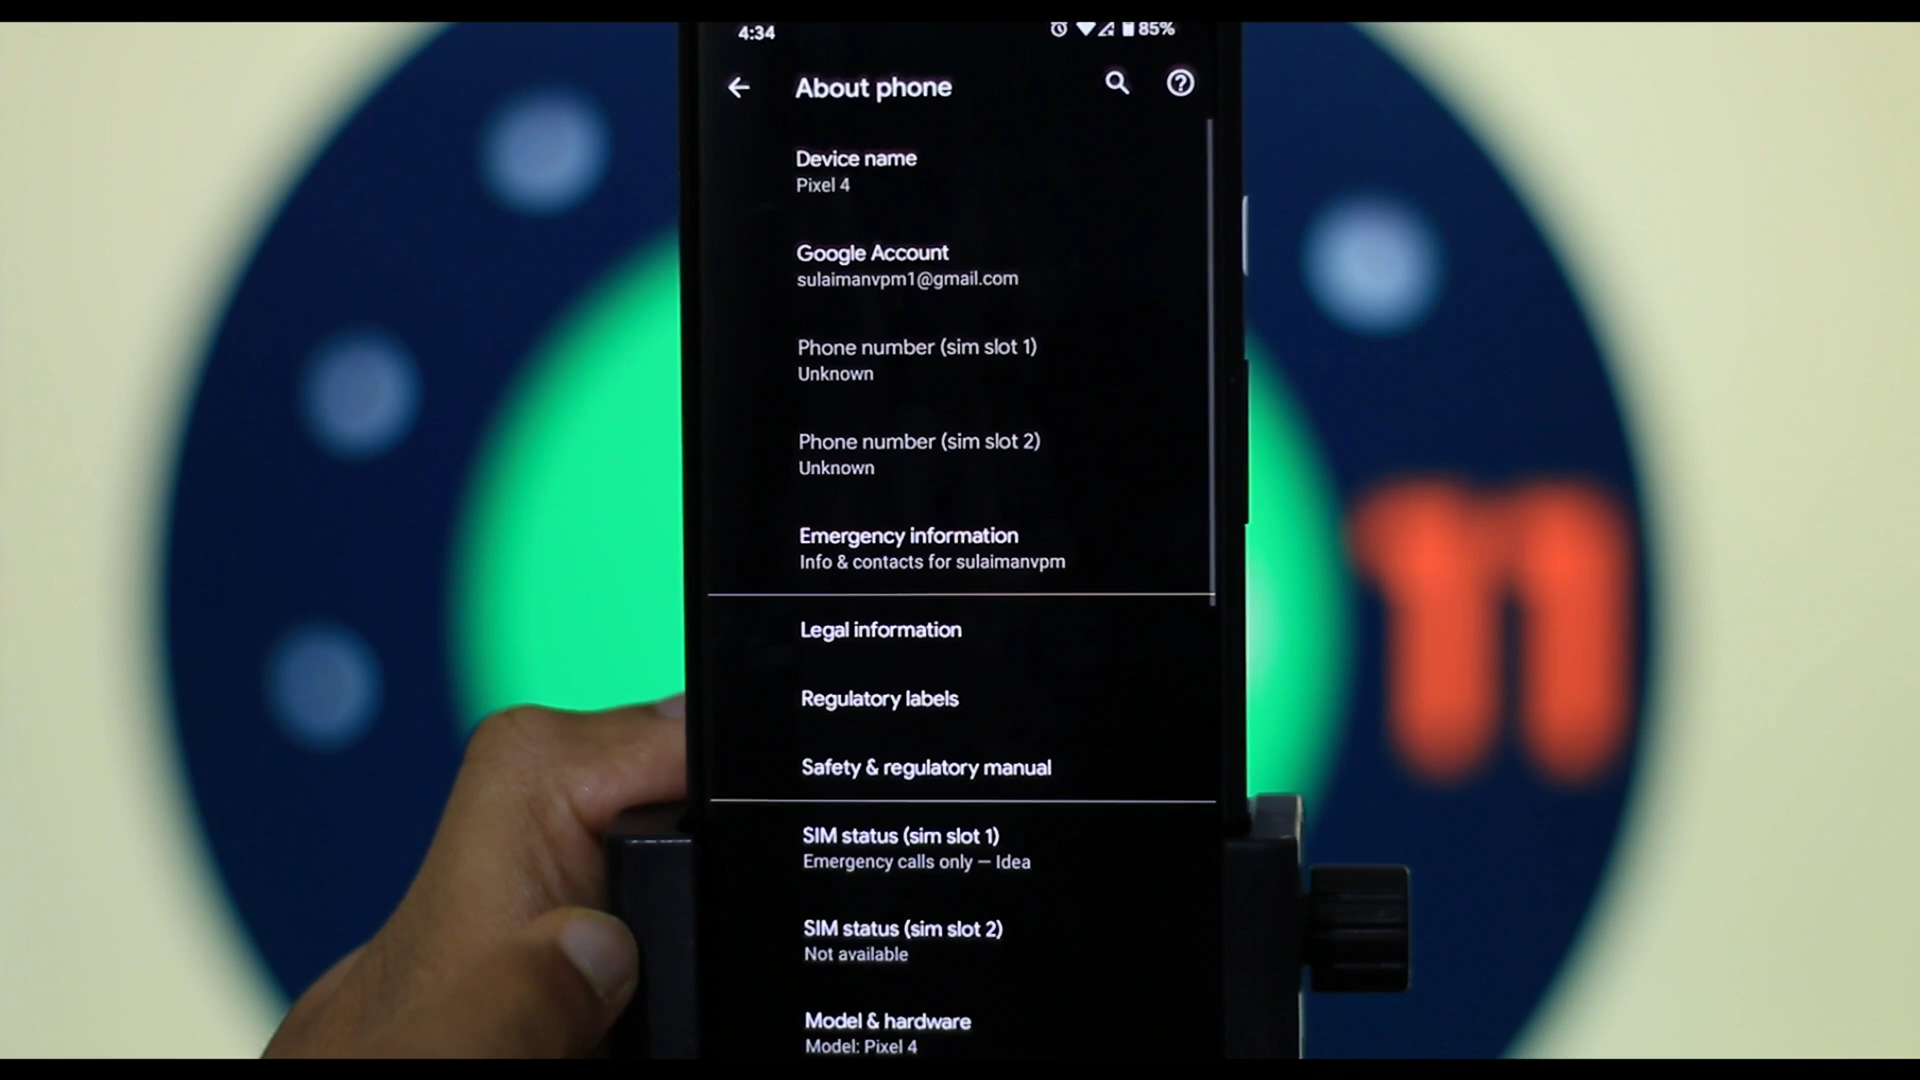 4:34
85%
About phone
Device name
Pixel 4
Google Account
sulaimanvpm1@gmail.com
Phone number (sim slot 1)
Unknown
Phone number (sim slot 2)
Unknown
Emergency information
Info & contacts for sulaimanvpm
Legal information
Regulatory labels
Safety & regulatory manual
SIM status (sim slot 1)
Emergency calls only — Idea
SIM status (sim slot 2)
Not available
Model & hardware
Model: Pixel 4
11